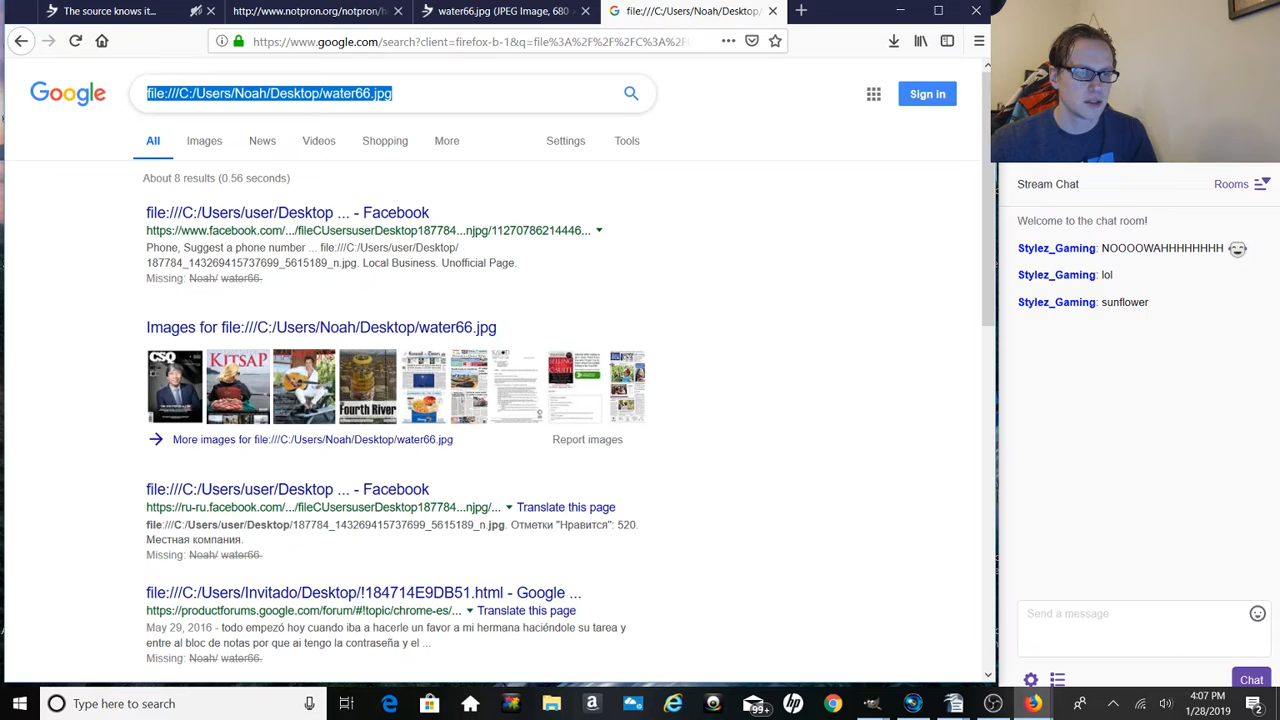 The source knows it..
http://www.notpron.org/notpron/h
water66.jpg (JPEG Image, 680
file:///C:/Users/Noah/Desktop/
https://www.google.com/search?client=firefox-b-1&q=file%3A%2F%2F%2FC%3A%2F
Google
file:///C:/Users/Noah/Desktop/water66.jpg
Sign in
All
Images
News
Videos
Shopping
More
Settings
Tools
About 8 results (0.56 seconds)
file:///C:/Users/user/Desktop ... - Facebook
https://www.facebook.com/.../fileCUsersuserDesktop187784...njpg/11270786214446...
Phone, Suggest a phone number ... file:///C:/Users/user/Desktop/
187784_143269415737699_5615189_n.jpg. Local Business. Unofficial Page.
Missing: Noah/ water66.
Images for file:///C:/Users/Noah/Desktop/water66.jpg
CSQ
KITSAP
Fourth River
More images for file:///C:/Users/Noah/Desktop/water66.jpg
Report images
file:///C:/Users/user/Desktop ... - Facebook
https://ru-ru.facebook.com/.../fileCUsersuserDesktop187784...njpg/...
Translate this page
file:///C:/Users/user/Desktop/187784_143269415737699_5615189_n.jpg. Отметки "Нравится": 520.
Местная компания.
Missing: Noah/ water66.
file:///C:/Users/Invitado/Desktop/!184714E9DB51.html - Google ...
https://productforums.google.com/forum/#!topic/chrome-es/...
Translate this page
May 29, 2016 - todo empezó hoy cuando iba a hacer un favor a mi hermana haciéndole su tarea y
entre al bloc de notas por que ai tengo la contraseña y el ...
Missing: Noah/ water66.
Stream Chat
Rooms
Welcome to the chat room!
Stylez_Gaming: NOOOOWAHHHHHHHH
Stylez_Gaming: lol
Stylez_Gaming: sunflower
Send a message
Chat
Type here to search
99+
4:07 PM
1/28/2019